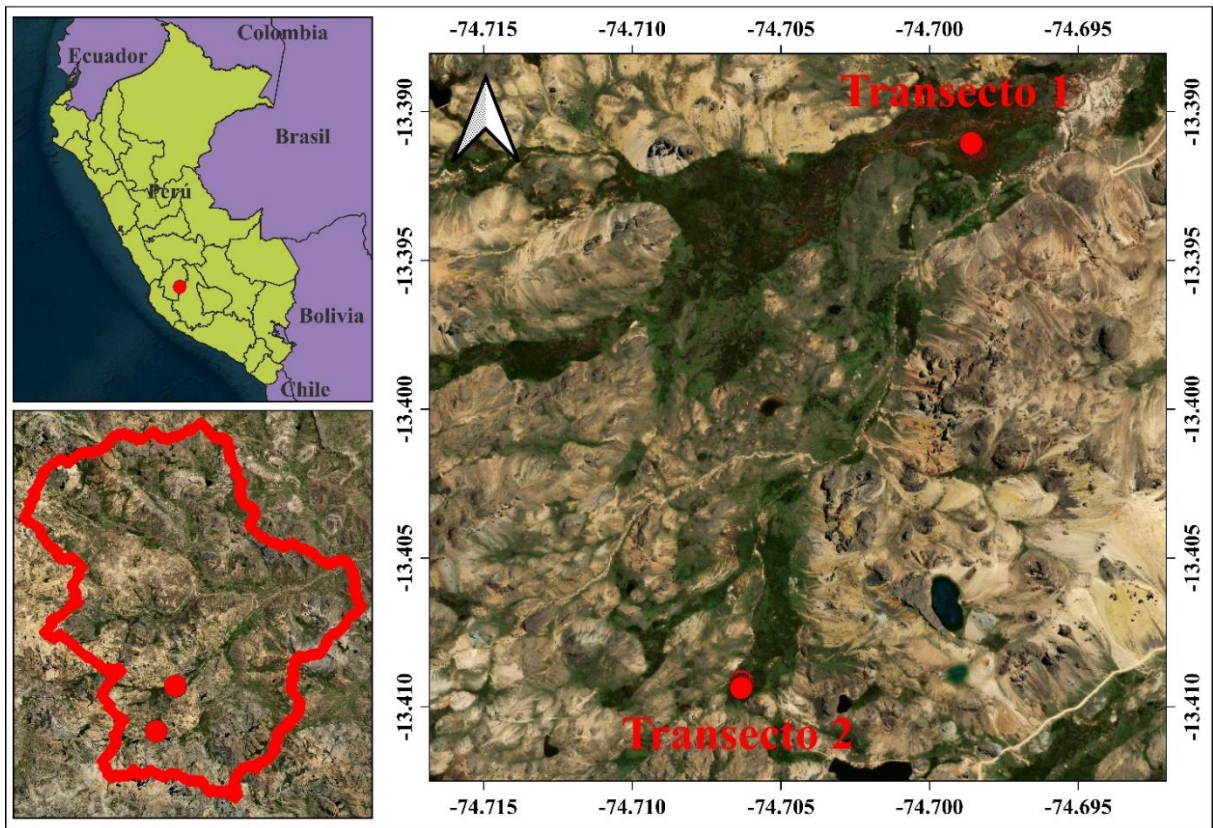 Colombia
Ecuador
Brasil
Perú
Bolivia
Chile
-74.715 -74.710 -74.705 -74.700 -74.695
Transecto 1
Transecto 2
-13.390
-13.395
-13.400
-13.405
-13.410
-13.390
-13.395
-13.400
-13.405
-13.410
-74.715 -74.710 -74.705 -74.700 -74.695